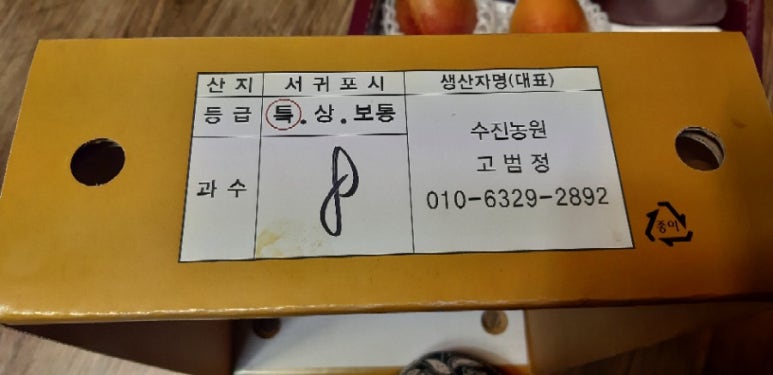 산지 서귀포시 생산자명(대표)
등급 특.상.보통
수진농원
고범정
과수 8
010-6329-2892
종이